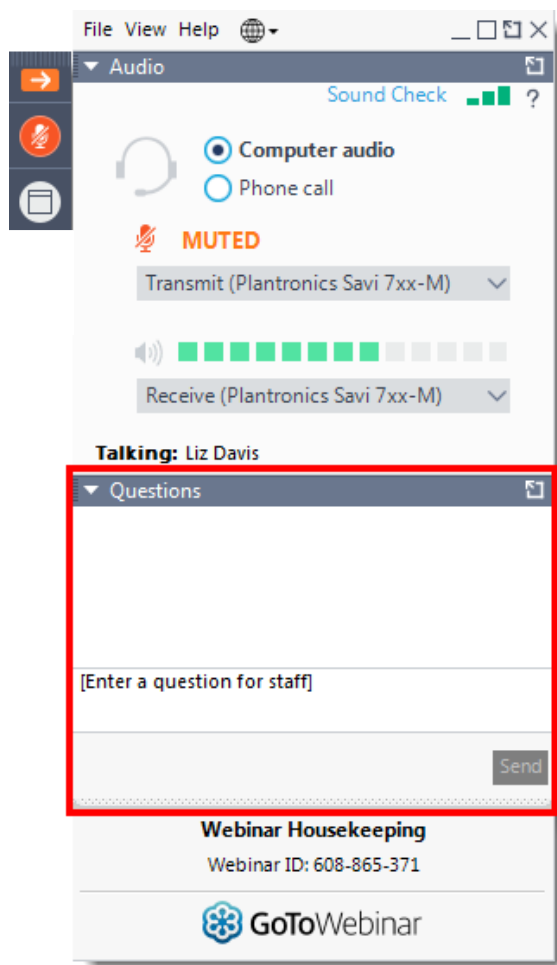 File View Help
Audio
Sound Check ?
Computer audio
Phone call
MUTED
Transmit (Plantronics Savi 7xx-M)
Receive (Plantronics Savi 7xx-M)
Talking: Liz Davis
Questions
[Enter a question for staff]
Send
Webinar Housekeeping
Webinar ID: 608-865-371
GoToWebinar